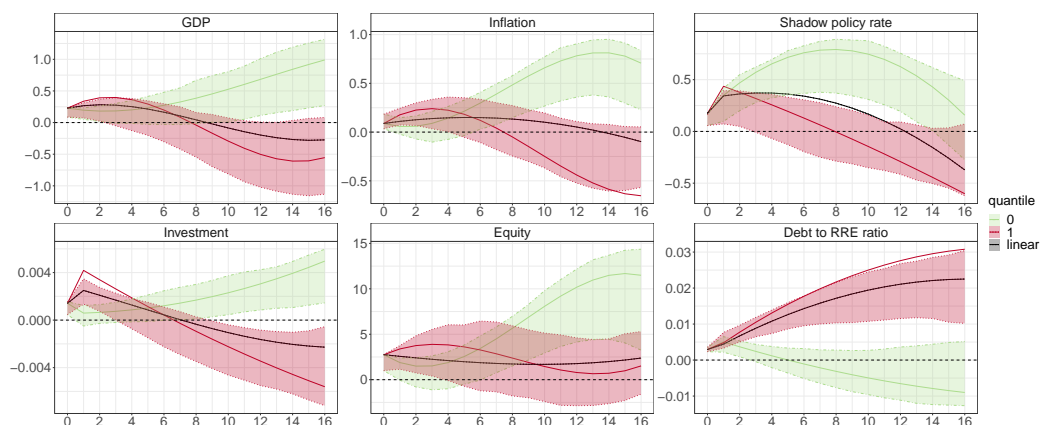 GDP
Inflation
Shadow policy rate
1.0
0.5
0.0
−0.5
−1.0
0 2 4 6 8 10 12 14 16
1.0
0.5
0.0
−0.5
0 2 4 6 8 10 12 14 16
0.5
0.0
−0.5
0 2 4 6 8 10 12 14 16
Investment
Equity
Debt to RRE ratio
0.004
0.000
−0.004
0 2 4 6 8 10 12 14 16
15
10
5
0
0 2 4 6 8 10 12 14 16
0.03
0.02
0.01
0.00
−0.01
0 2 4 6 8 10 12 14 16
quantile
0
1
linear